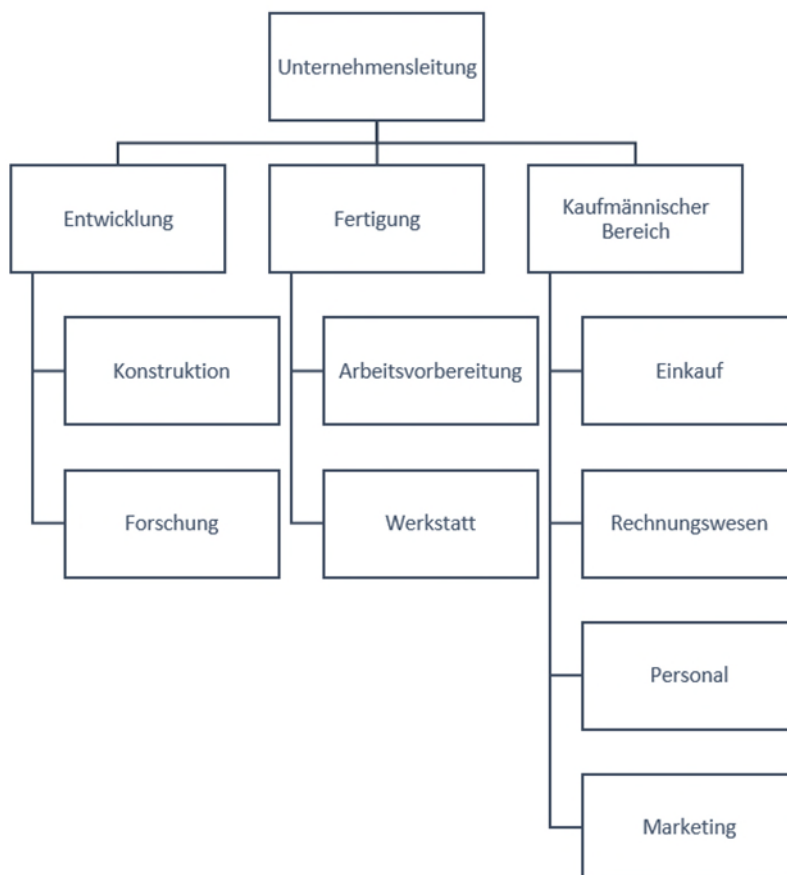 Unternehmensleitung
Entwicklung
Fertigung
Kaufmännischer
Bereich
Konstruktion
Arbeitsvorbereitung
Einkauf
Forschung
Werkstatt
Rechnungswesen
Personal
Marketing